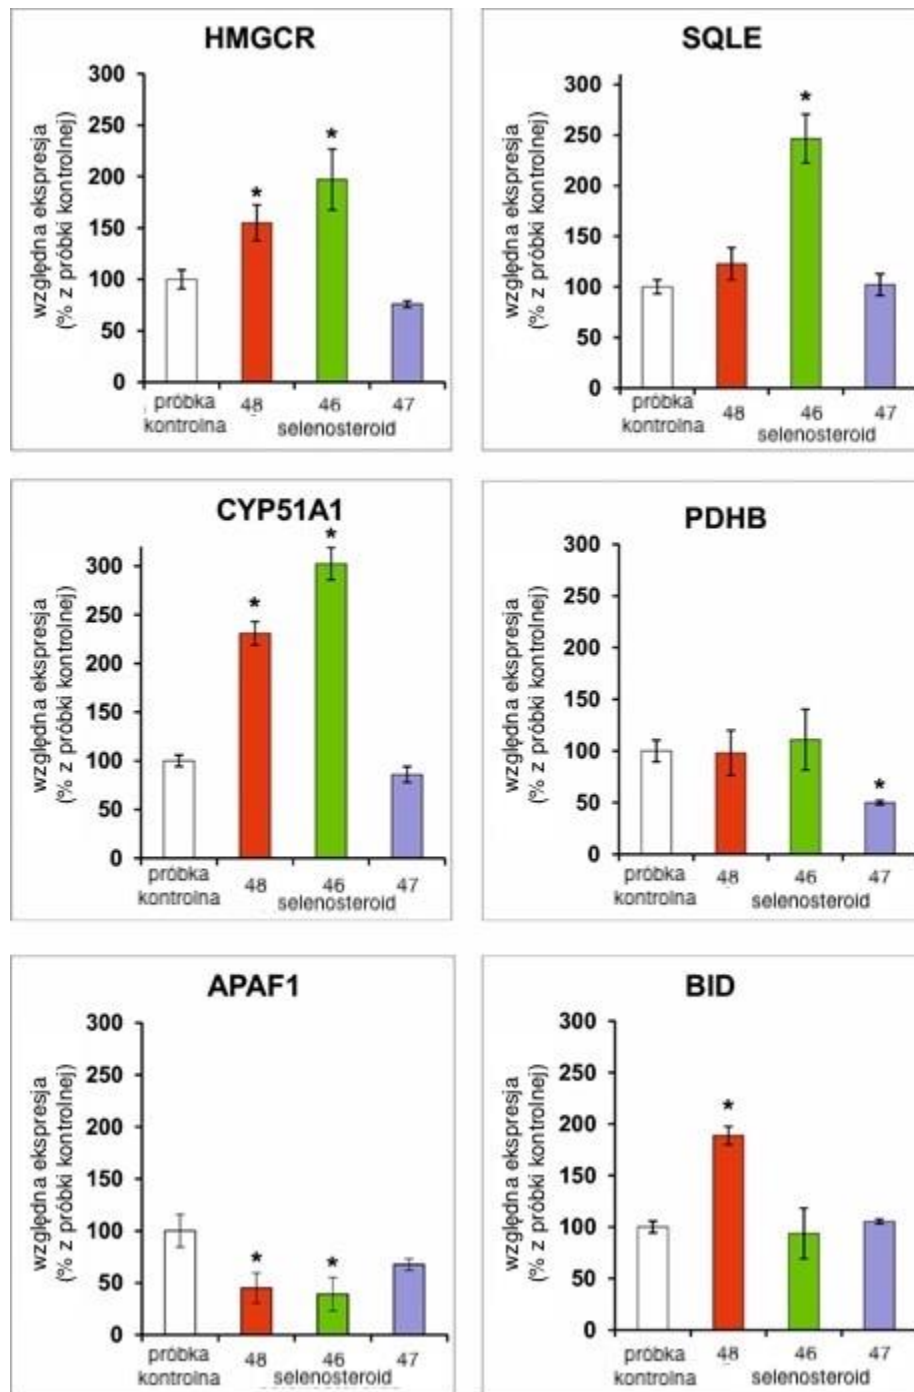 HMGCR
względna ekspresja
(% z próbki kontrolnej)
300
250
200
150
100
50
0
*
*
próbka
kontrolna
48
46
47
selenosteroid
SQLE
względna ekspresja
(% z próbki kontrolnej)
300
250
200
150
100
50
0
*
próbka
kontrolna
48
46
47
selenosteroid
CYP51A1
względna ekspresja
(% z próbki kontrolnej)
300
250
200
150
100
50
0
*
*
próbka
kontrolna
48
46
47
selenosteroid
PDHB
względna ekspresja
(% z próbki kontrolnej)
300
250
200
150
100
50
0
*
próbka
kontrolna
48
46
47
selenosteroid
APAF1
względna ekspresja
(% z próbki kontrolnej)
300
250
200
150
100
50
0
*
*
próbka
kontrolna
48
46
47
selenosteroid
BID
względna ekspresja
(% z próbki kontrolnej)
300
250
200
150
100
50
0
*
próbka
kontrolna
48
46
47
selenosteroid